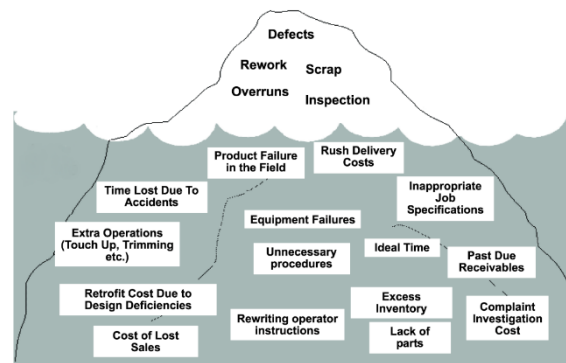 Defects
Rework
Scrap
Overruns
Inspection
Product Failure
in the Field
Rush Delivery
Costs
Time Lost Due To
Accidents
Inappropriate
Job
Specifications
Equipment Failures
Extra Operations
(Touch Up, Trimming
etc.)
Unnecessary
procedures
Ideal Time
Past Due
Receivables
Retrofit Cost Due to
Design Deficiencies
Excess
Inventory
Complaint
Investigation
Cost
Rewriting operator
instructions
Cost of Lost
Sales
Lack of
parts